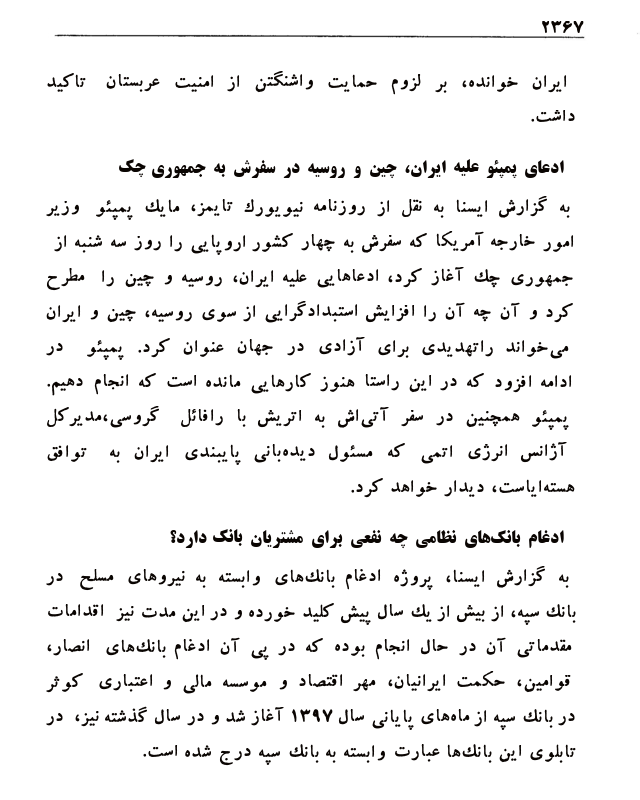 ۲۳۶۷
ایران خوانده، بر لزوم حمایت واشنگتن از امنیت عربستان تاکید
داشت.
ادعای پمپئو علیه ایران، چین و روسیه در سفرش به جمهوری چک
به گزارش ایسنا به نقل از روزنامه نیویورك تایمز، مایك پمپئو وزیر
امور خارجه آمریکا که سفرش به چهار کشور اروپایی را روز سه شنبه از
جمهوری چك آغاز کرد، ادعاهایی علیه ایران، روسیه و چین را مطرح
کرد و آن چه آن را افزایش استبدادگرایی از سوی روسیه، چین و ایران
می‌خواند راتهدیدی برای آزادی در جهان عنوان کرد. پمپئو در
ادامه افزود که در این راستا هنوز کارهایی مانده است که انجام دهیم.
پمپئو همچنین در سفر آتی‌اش به اتریش با رافائل گروسی،مدیرکل
آژانس انرژی اتمی که مسئول دیده‌بانی پایبندی ایران به توافق
هسته‌ایاست، دیدار خواهد کرد.
ادغام بانک‌های نظامی چه نفعی برای مشتریان بانک دارد؟
به گزارش ایسنا، پروژه ادغام بانك‌های وابسته به نیروهای مسلح در
بانك سپه، از بیش از یك سال پیش کلید خورده و در این مدت نیز اقدامات
مقدماتی آن در حال انجام بوده که در پی آن ادغام بانك‌های انصار،
قوامین، حکمت ایرانیان، مهر اقتصاد و موسسه مالی و اعتباری کوثر
در بانك سپه از ماه‌های پایانی سال ۱۳۹۷ آغاز شد و در سال گذشته نیز، در
تابلوی این بانك‌ها عبارت وابسته به بانك سپه درج شده است.